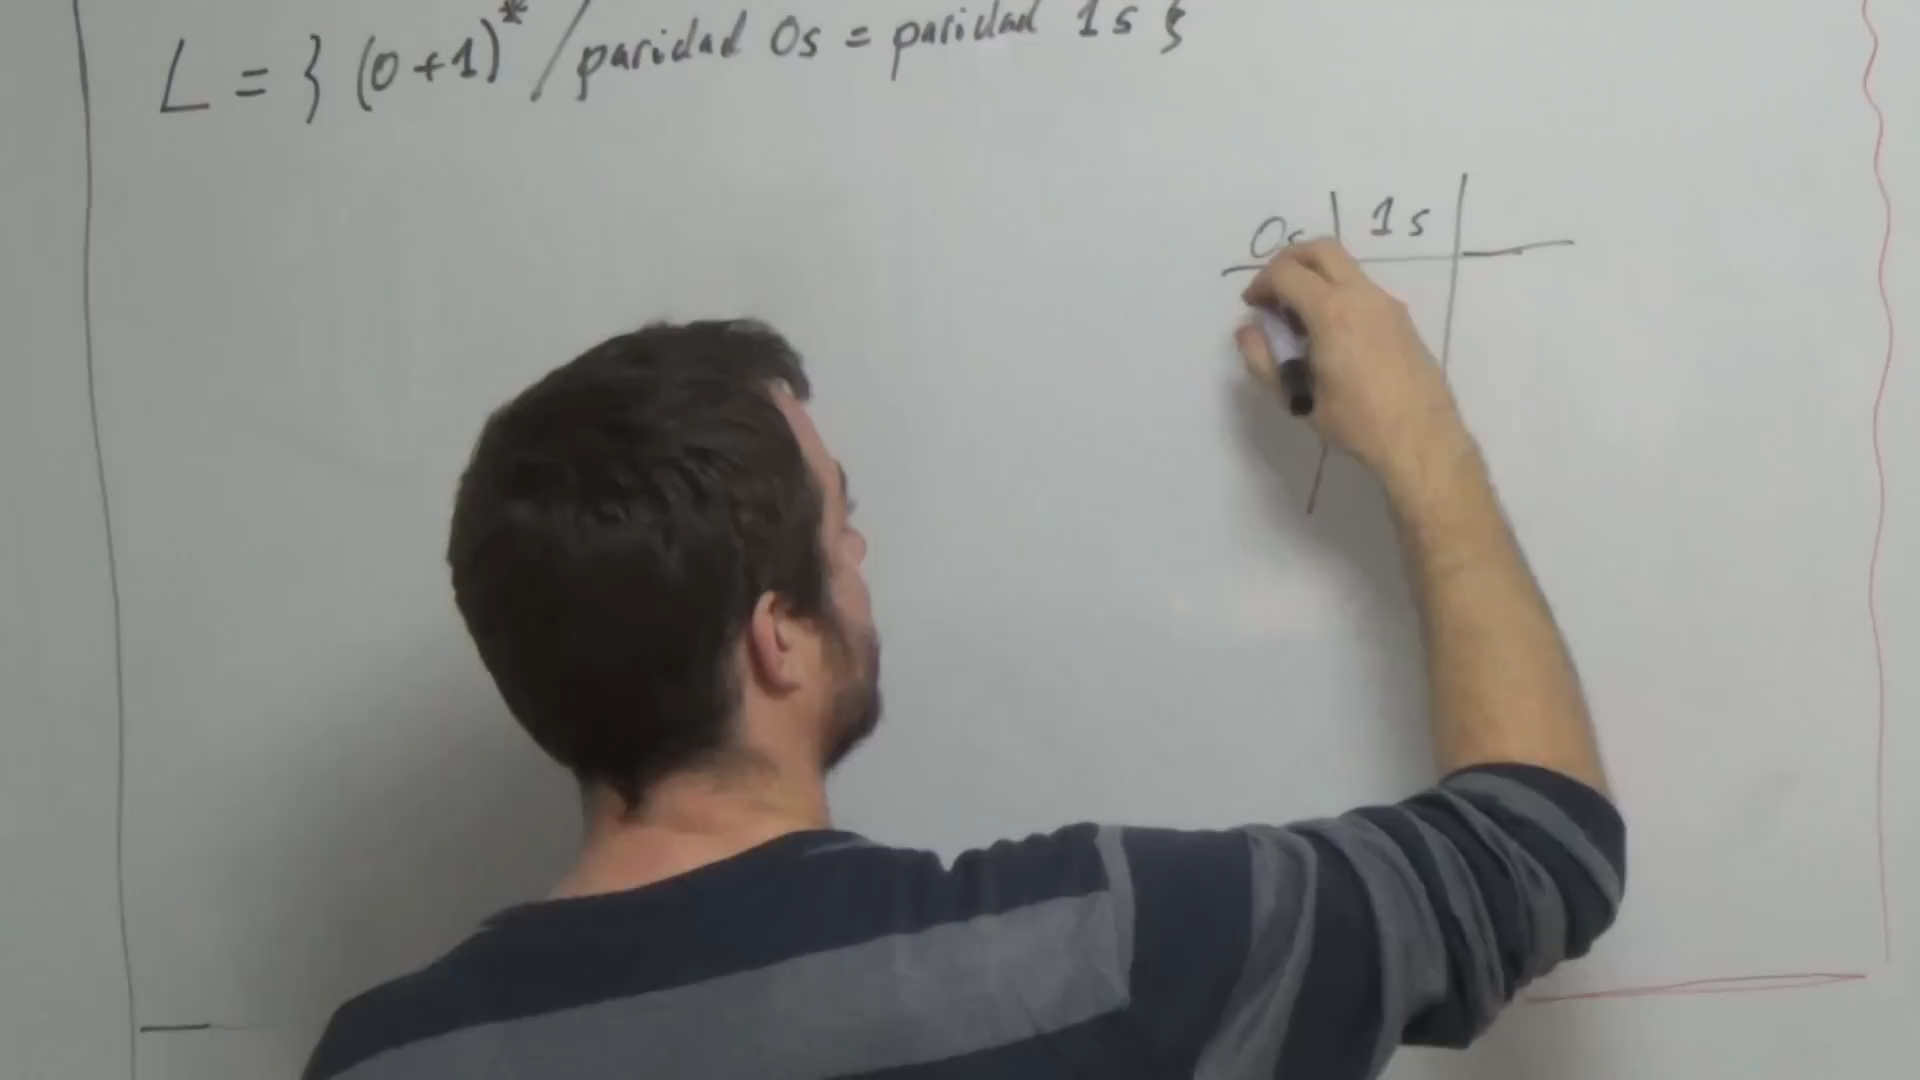 L = } (0+1)* / paridad 0s = paridad 1s }
0s 1s